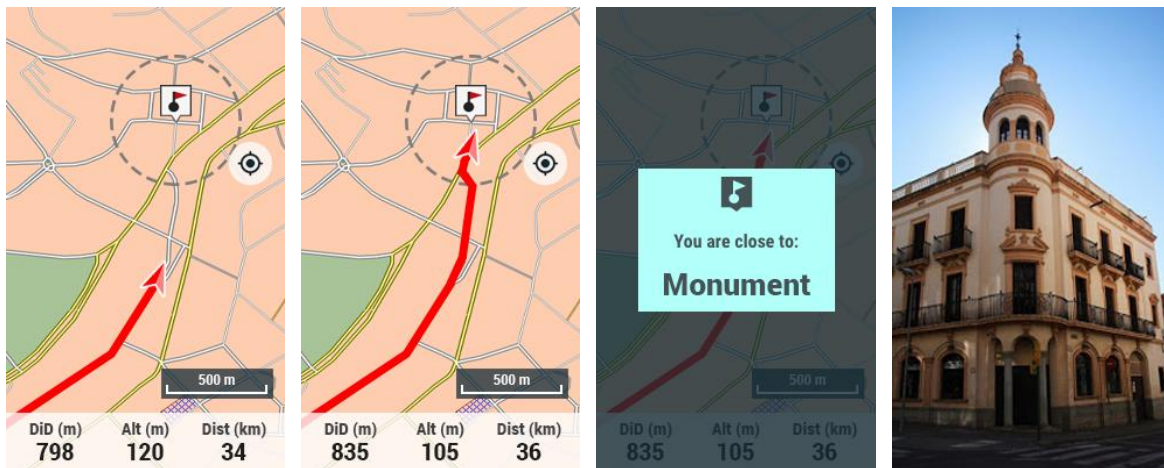 500 m
DiD (m) Alt (m) Dist (km)
798 120 34
500 m
DiD (m) Alt (m) Dist (km)
835 105 36
You are close to:
Monument
500 m
DiD (m) Alt (m) Dist (km)
835 105 36